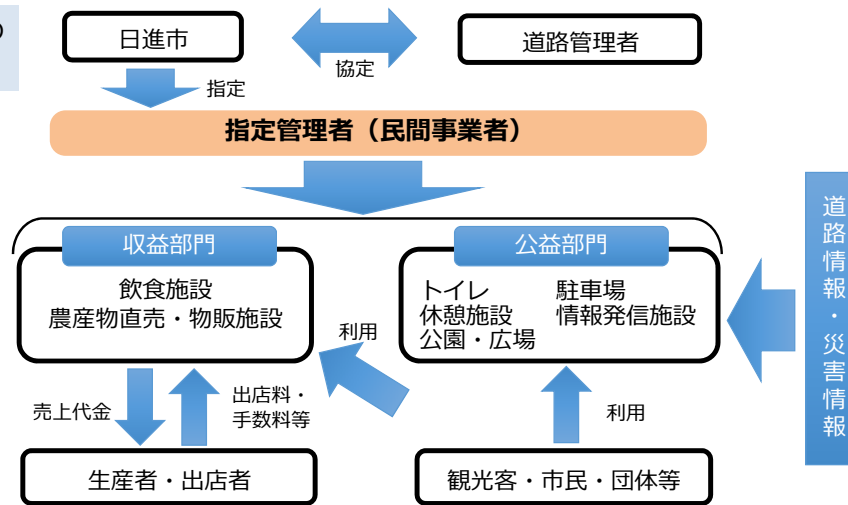 の
日進市
道路管理者
協定
指定
指定管理者（民間事業者）
収益部門
公益部門
飲食施設
農産物直売・物販施設
トイレ 駐車場
休憩施設 情報発信施設
公園・広場
道路情報・災害情報
利用
売上代金
出店料・
手数料等
利用
生産者・出店者
観光客・市民・団体等